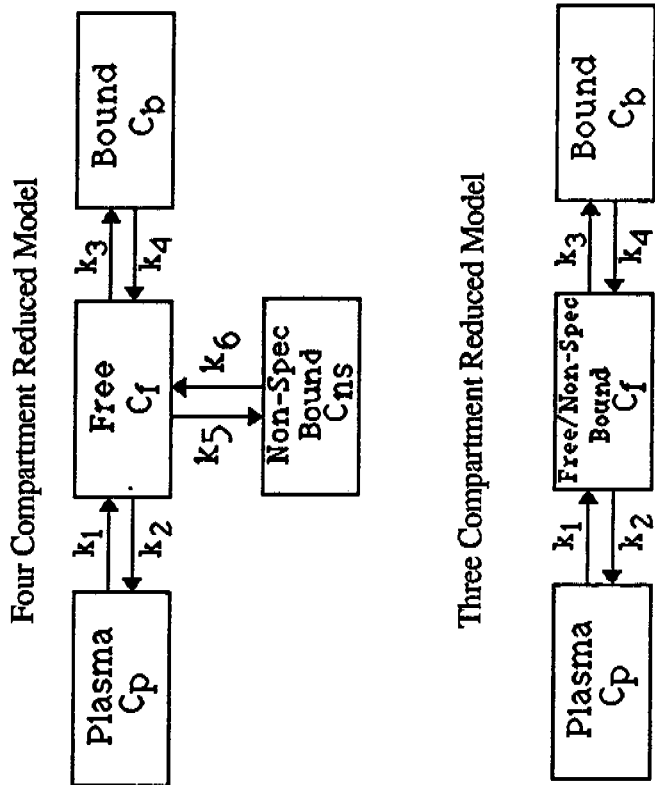 Four Compartment Reduced Model
Plasma
Cp
k1
k2
Free
Cf
k3
k4
Bound
Cb
k5
k6
Non-Spec
Bound
Cns
Three Compartment Reduced Model
Plasma
Cp
k1
k2
Free/Non-Spec
Bound
Cf
k3
k4
Bound
Cb